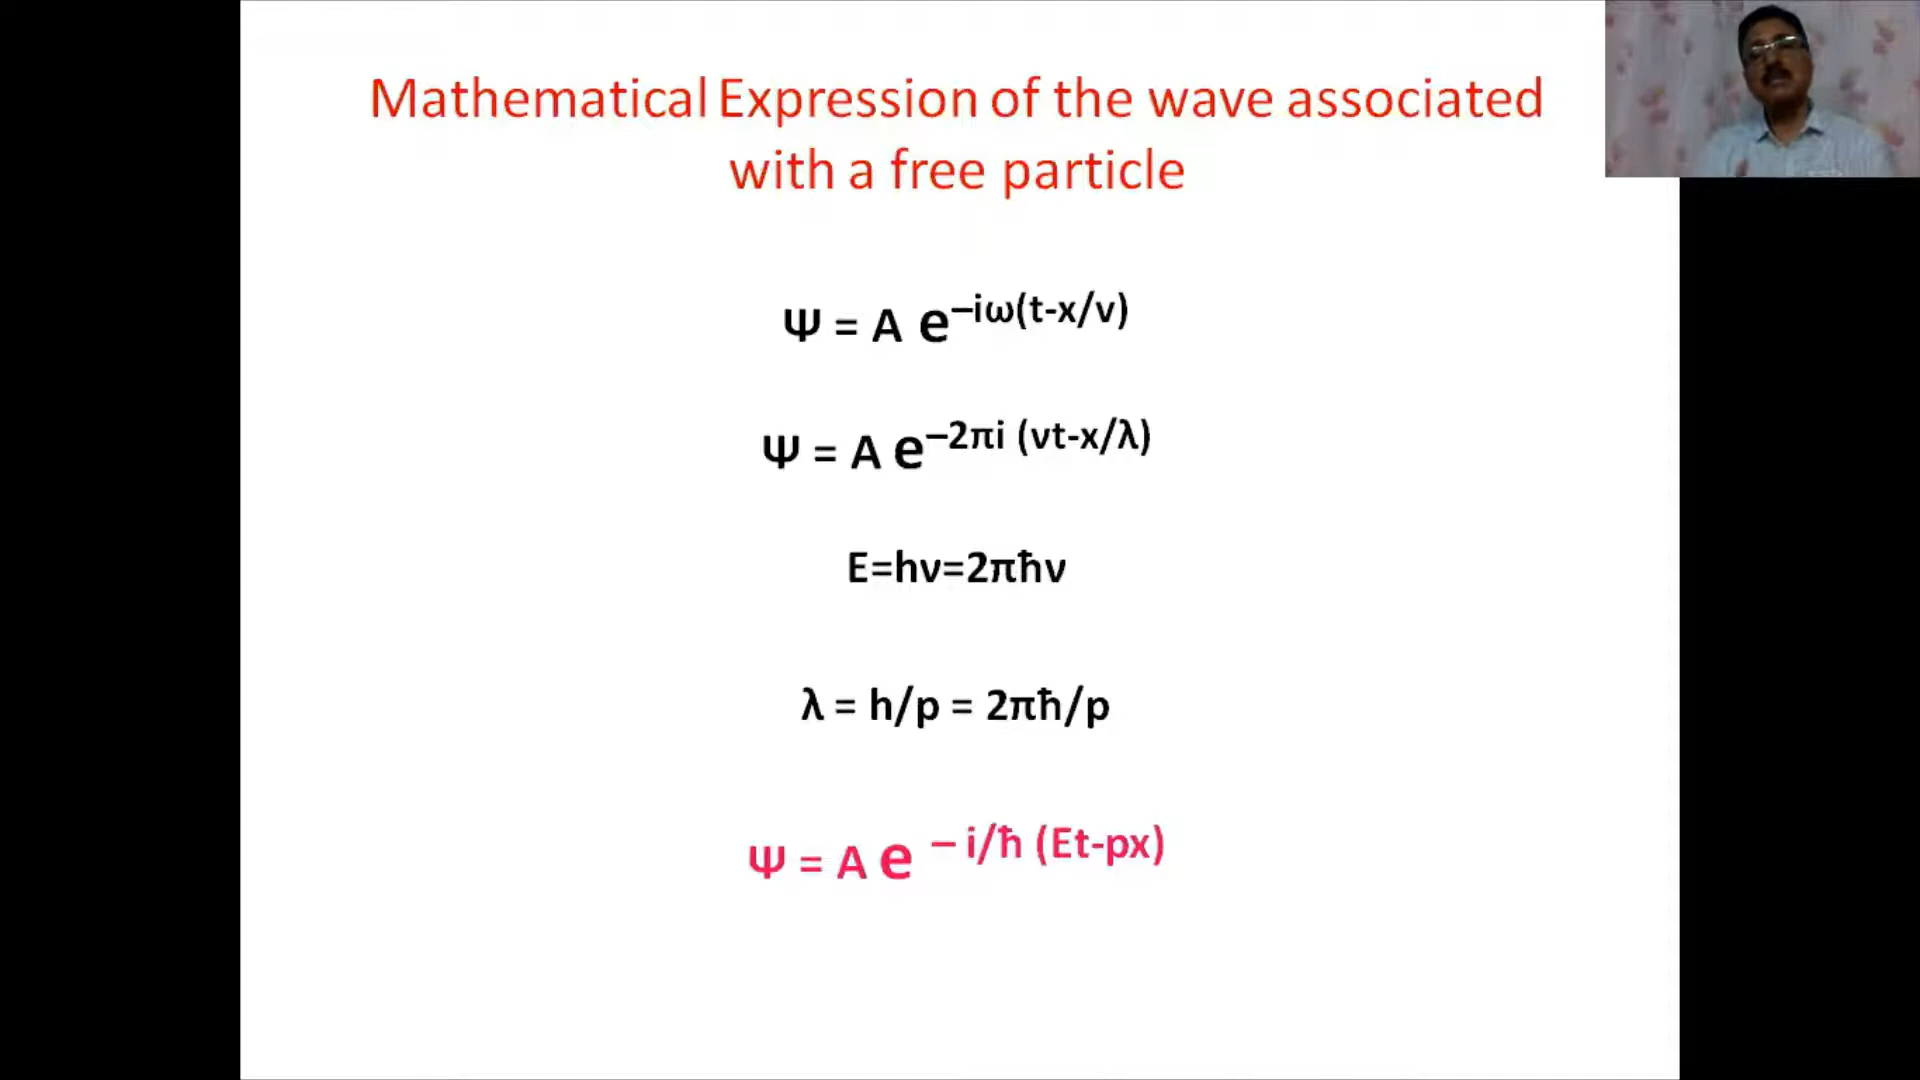 Mathematical Expression of the wave associated
with a free particle
Ψ = A e^–iω(t-x/v)
Ψ = A e^–2πi (νt-x/λ)
E=hν=2πħν
λ = h/p = 2πħ/p
Ψ = A e ^– i/ħ (Et-px)